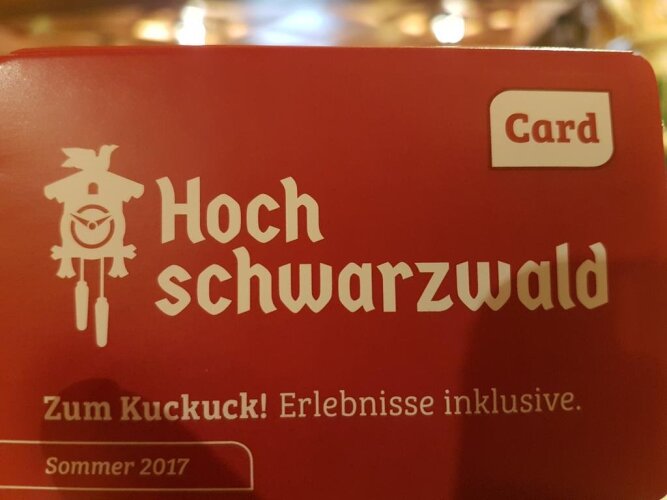 Card
Hoch
schwarzwald
Zum Kuckuck! Erlebnisse inklusive.
Sommer 2017